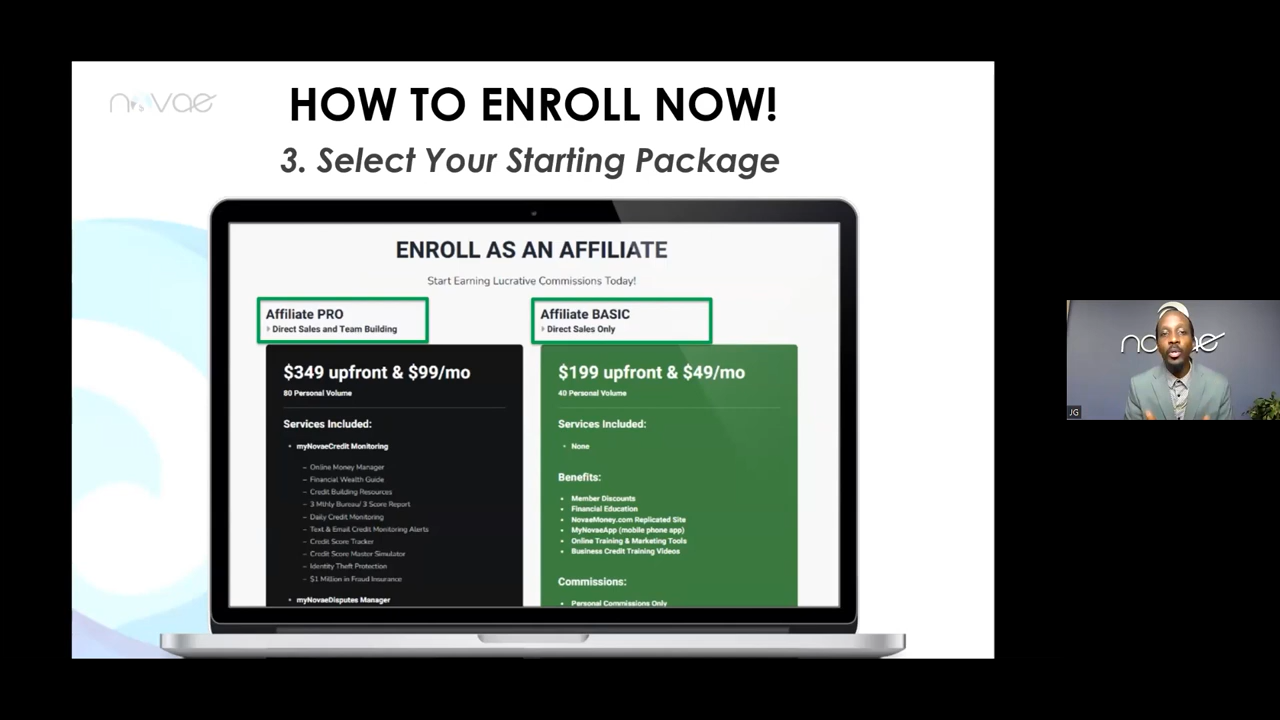 novae
HOW TO ENROLL NOW!
3. Select Your Starting Package
ENROLL AS AN AFFILIATE
Start Earning Lucrative Commissions Today!
Affiliate PRO
Direct Sales and Team Building
$349 upfront & $99/mo
80 Personal Volume
Services Included:
• myNovaeCredit Monitoring
– Online Money Manager
– Financial Wealth Guide
– Credit Building Resources
– 3 Mthly Bureau/ 3 Score Report
– Daily Credit Monitoring
– Text & Email Credit Monitoring Alerts
– Credit Score Tracker
– Credit Score Master Simulator
– Identity Theft Protection
– $1 Million in Fraud Insurance
• myNovaeDisputes Manager
Affiliate BASIC
Direct Sales Only
$199 upfront & $49/mo
40 Personal Volume
Services Included:
• None
Benefits:
• Member Discounts
• Financial Education
• NovaeMoney.com Replicated Site
• MyNovaeApp (mobile phone app)
• Online Training & Marketing Tools
• Business Credit Training Videos
Commissions:
• Personal Commissions Only
novae
JG